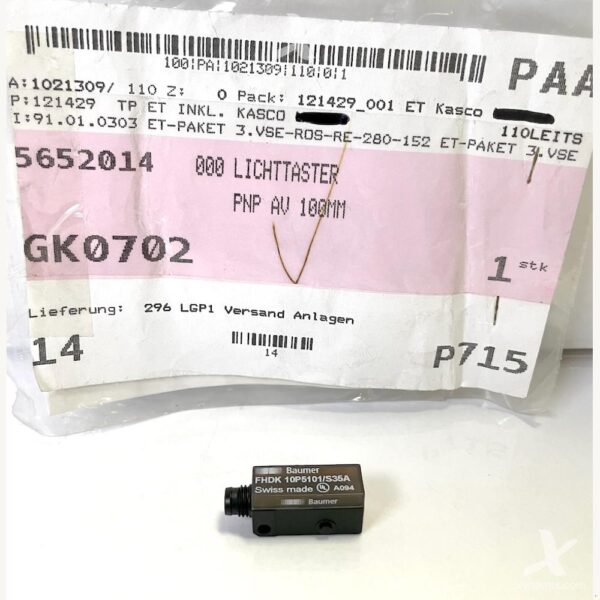 100|PA|1021309|110|0|1
PAA
A:1021309/ 110 Z: 0 Pack: 121429_001 ET Kasco
P:121429 TP ET INKL. KASCO 110LEITS
I:91.01.0303 ET-PAKET 3.VSE-ROS-RE-280-152 ET-PAKET 3.VSE
5652014 000 LICHTTASTER
PNP AV 100MM
GK0702 1 stk
Lieferung: 296 LGP1 Versand Anlagen
14 14 P715
Baumer
FHDK 10P5101/S35A
Swiss made UL A094
Baumer